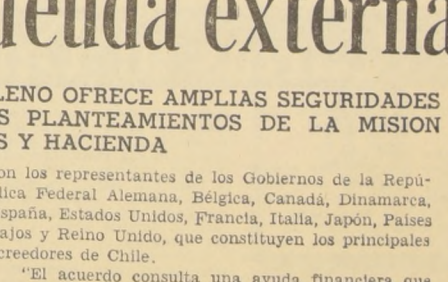 deuda externa
LENO OFRECE AMPLIAS SEGURIDADES
S PLANTEAMIENTOS DE LA MISION
S Y HACIENDA
on los representantes de los Gobiernos de la Repú-
lica Federal Alemana, Bélgica, Canadá, Dinamarca,
spaña, Estados Unidos, Francia, Italia, Japón, Países
ajos y Reino Unido, que constituyen los principales
creedores de Chile.
"El acuerdo consulta una ayuda financiera que